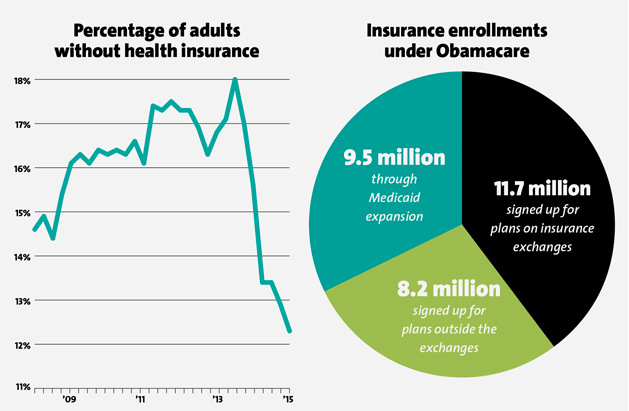 Percentage of adults
without health insurance
18%
17%
16%
15%
14%
13%
12%
11%
'09 '11 '13 '15
Insurance enrollments
under Obamacare
9.5 million
through
Medicaid
expansion
11.7 million
signed up for
plans on insurance
exchanges
8.2 million
signed up for
plans outside the
exchanges